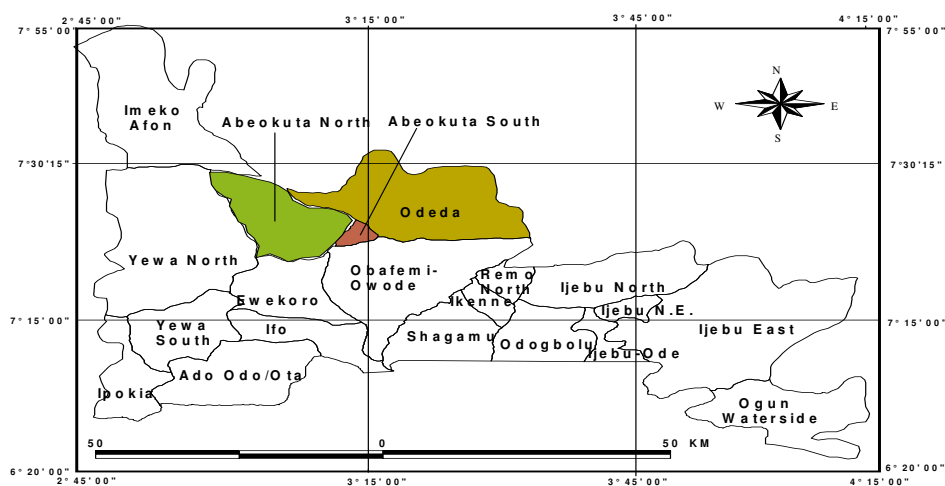 2° 45' 00"
3° 15' 00"
3° 45' 00"
4° 15' 00"
7° 55' 00"
7° 55' 00"
N
W
E
S
Imeko
Afon
Abeokuta North
Abeokuta South
7° 30' 15"
7° 30' 15"
Odeda
Yewa North
Obafemi-
Owode
Remo
North
Ijebu North
Ewekoro
Ikenne
Ijebu N.E.
7° 15' 00"
7° 15' 00"
Yewa
South
Ifo
Shagamu
Odogbolu
Ijebu-Ode
Ijebu East
Ado Odo/Ota
Ipokia
Ogun
Waterside
50
0
50 KM
6° 20' 00"
6° 20' 00"
2° 45' 00"
3° 15' 00"
3° 45' 00"
4° 15' 00"